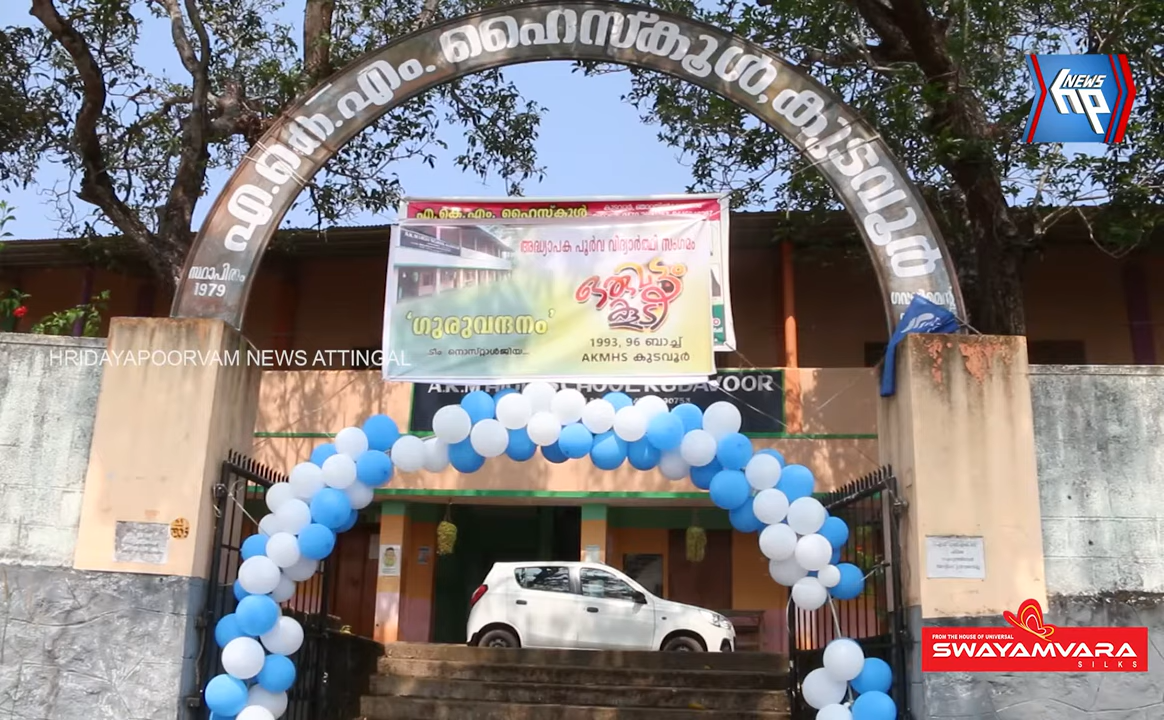 എ.കെ.എം. ഹൈസ്കൂൾ, കുടവൂർ
സ്ഥാപിതം
1979
NEWS
hp
എ.കെ.എം. ഹൈസ്കൂൾ
അദ്ധ്യാപക പൂർവ വിദ്യാർത്ഥി സംഗമം
ഒരുവട്ടം
കൂടി
'ഗുരുവന്ദനം'
ടീം നൊസ്റ്റാൾജിയ...
1993, 96 ബാച്ച്
AKMHS കുടവൂർ
HRIDAYAPOORVAM NEWS ATTINGAL
A.K.M HIGH SCHOOL KUDAVOOR
FROM THE HOUSE OF UNIVERSAL
SWAYAMVARA
SILKS